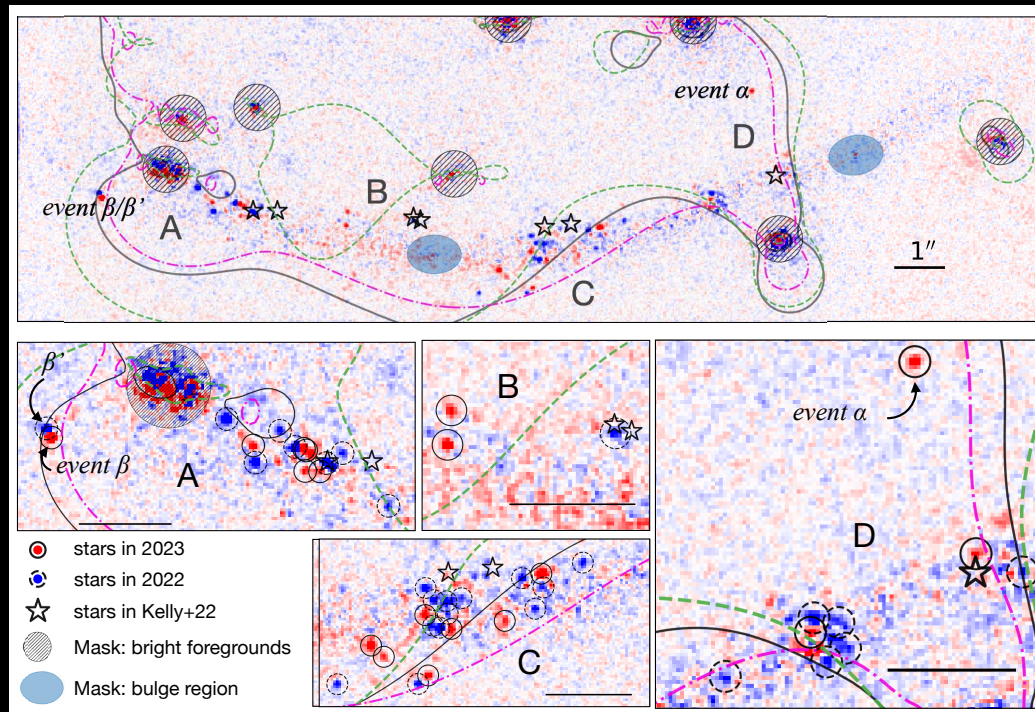 event α
D
B
event β/β’
A
C
1″
β’
event β
A
B
event α
D
C
stars in 2023
stars in 2022
stars in Kelly+22
Mask: bright foregrounds
Mask: bulge region